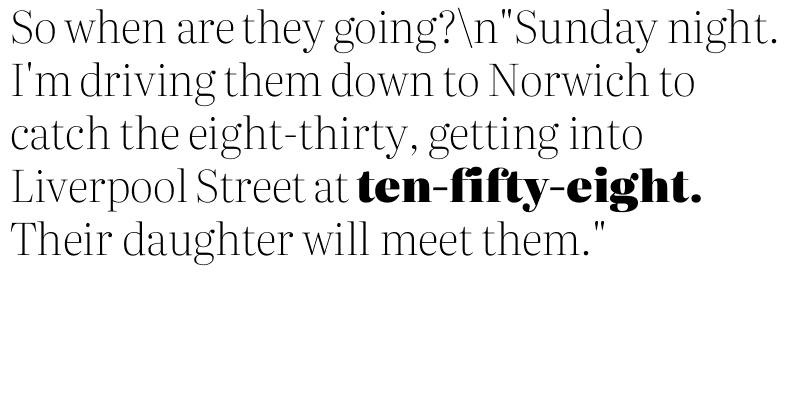 So when are they going?\n"Sunday night.
I'm driving them down to Norwich to
catch the eight-thirty, getting into
Liverpool Street at ten-fifty-eight.
Their daughter will meet them."